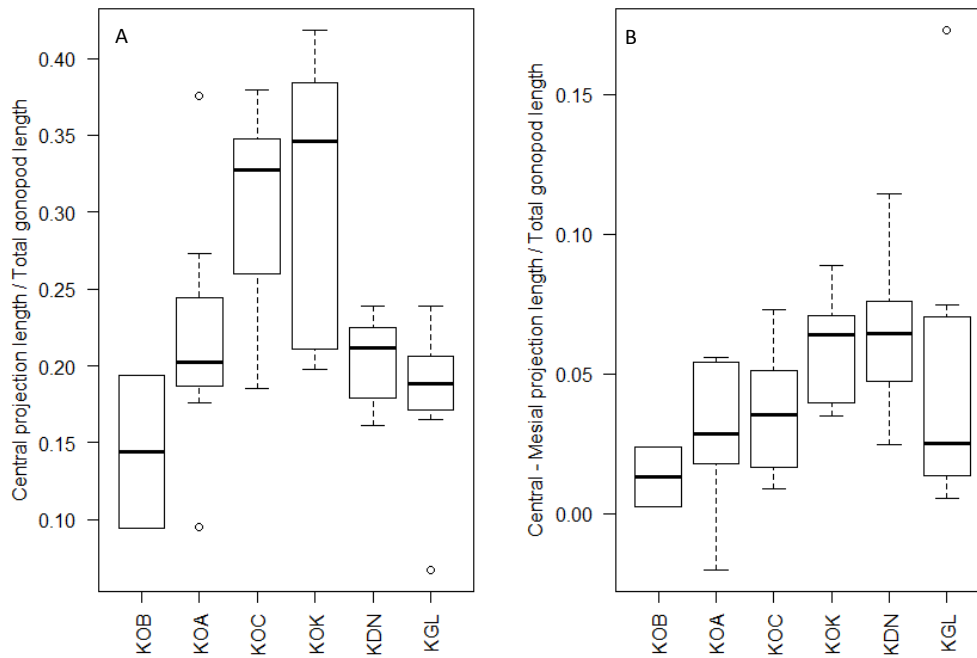 A
Central projection length / Total gonopod length
0.40
0.35
0.30
0.25
0.20
0.15
0.10
KOB
KOA
KOC
KOK
KDN
KGL
B
Central - Mesial projection length / Total gonopod length
0.15
0.10
0.05
0.00
KOB
KOA
KOC
KOK
KDN
KGL